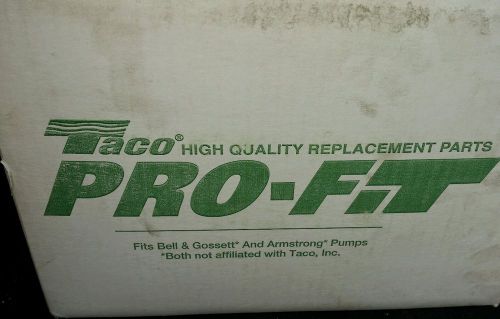 Taco® HIGH QUALITY REPLACEMENT PARTS
PRO-FIT
Fits Bell & Gossett* And Armstrong* Pumps
*Both not affiliated with Taco, Inc.